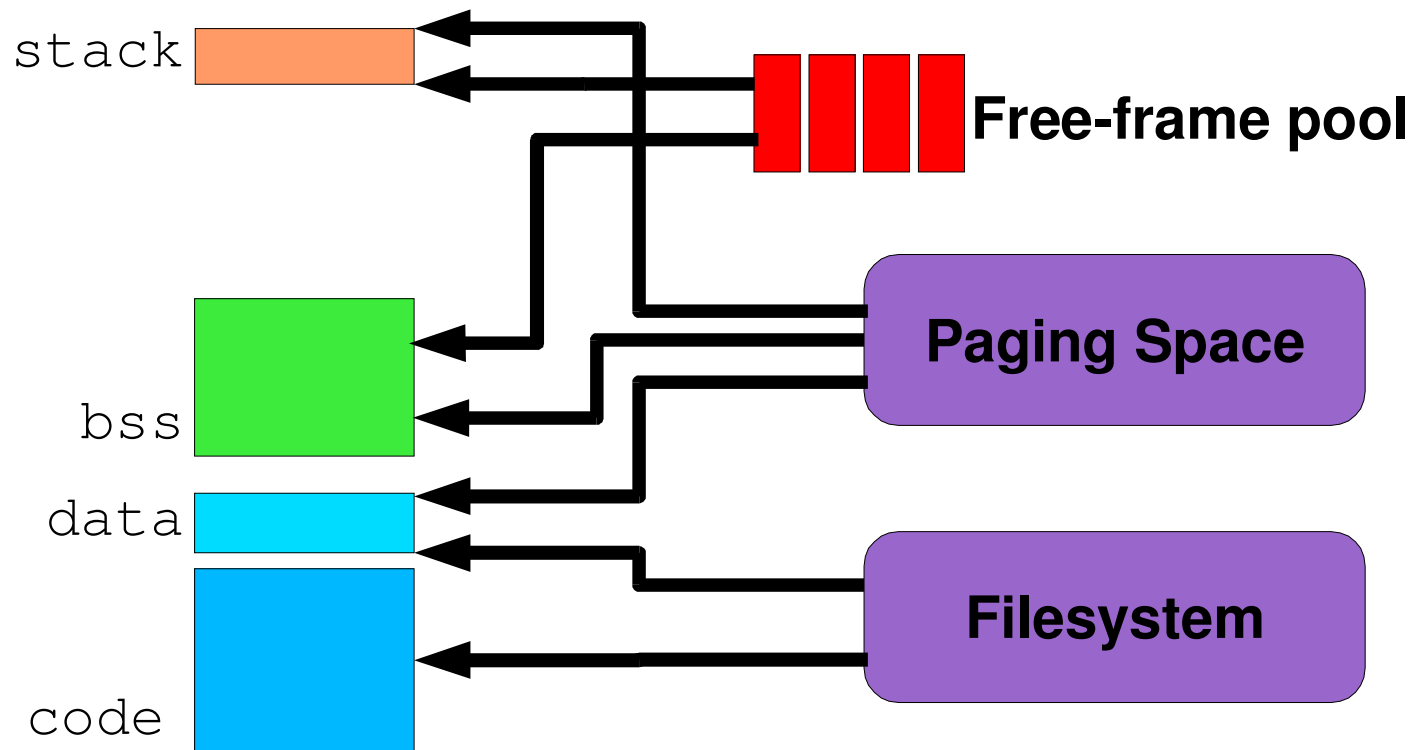 stack
Free-frame pool
Paging Space
bss
data
Filesystem
code